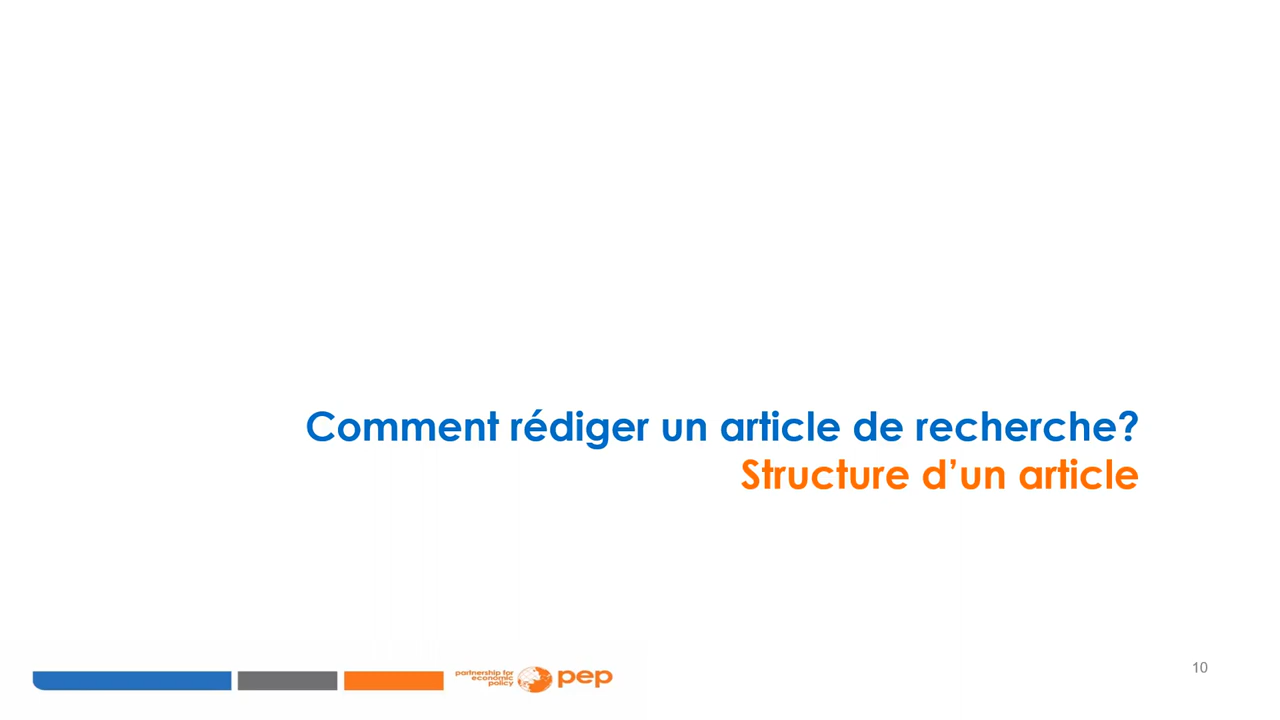 Comment rédiger un article de recherche?
Structure d’un article
partnership for
economic
policy
pep
10